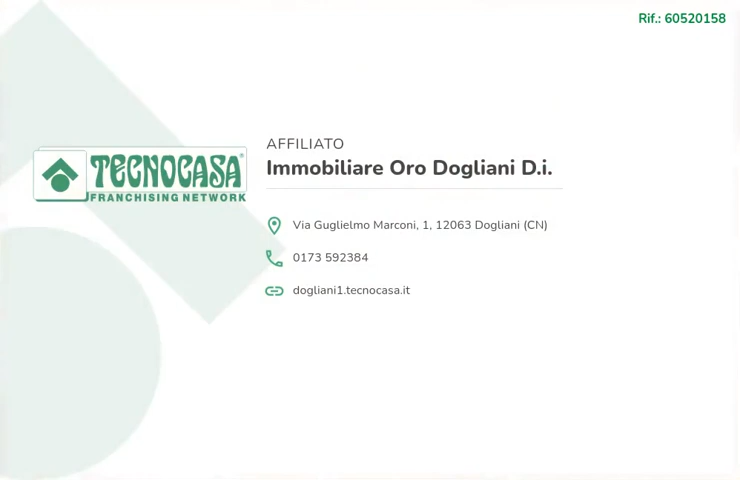 Rif.: 60520158
AFFILIATO
Immobiliare Oro Dogliani D.i.
TECNOCASA®
FRANCHISING NETWORK
Via Guglielmo Marconi, 1, 12063 Dogliani (CN)
0173 592384
dogliani1.tecnocasa.it